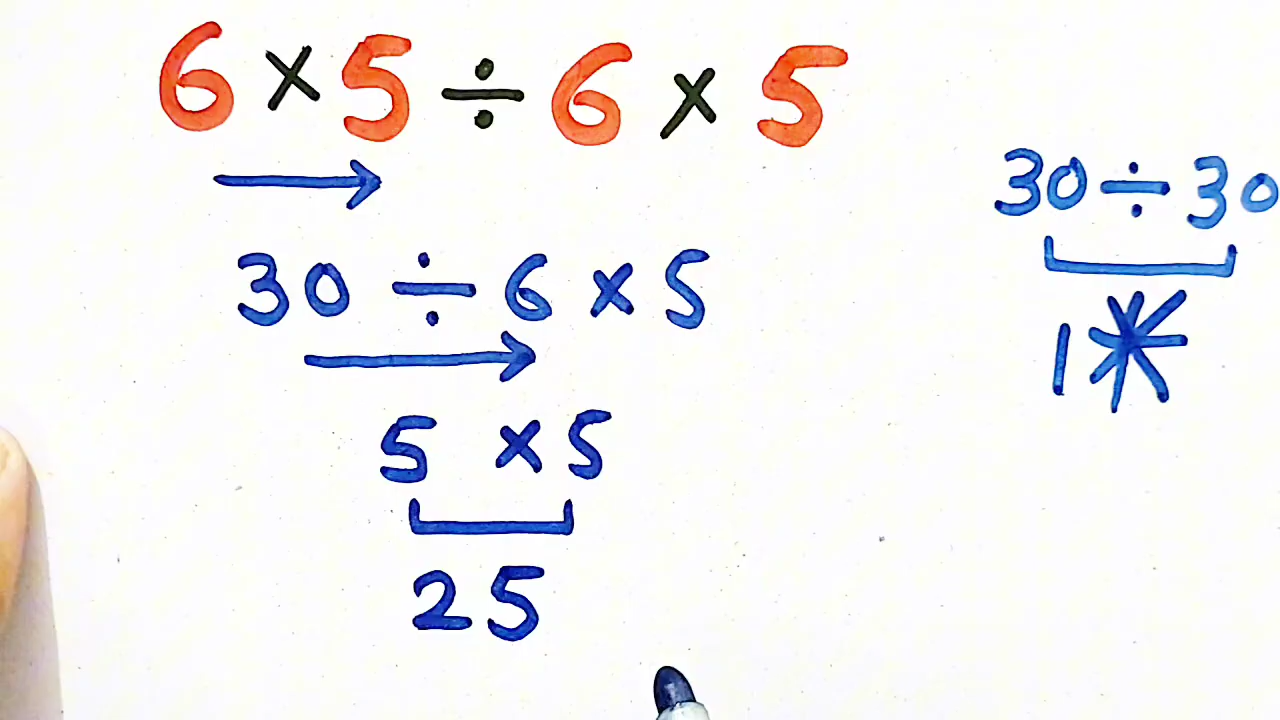 6 × 5 ÷ 6 × 5
30 ÷ 6 × 5
5 × 5
25
30 ÷ 30
1